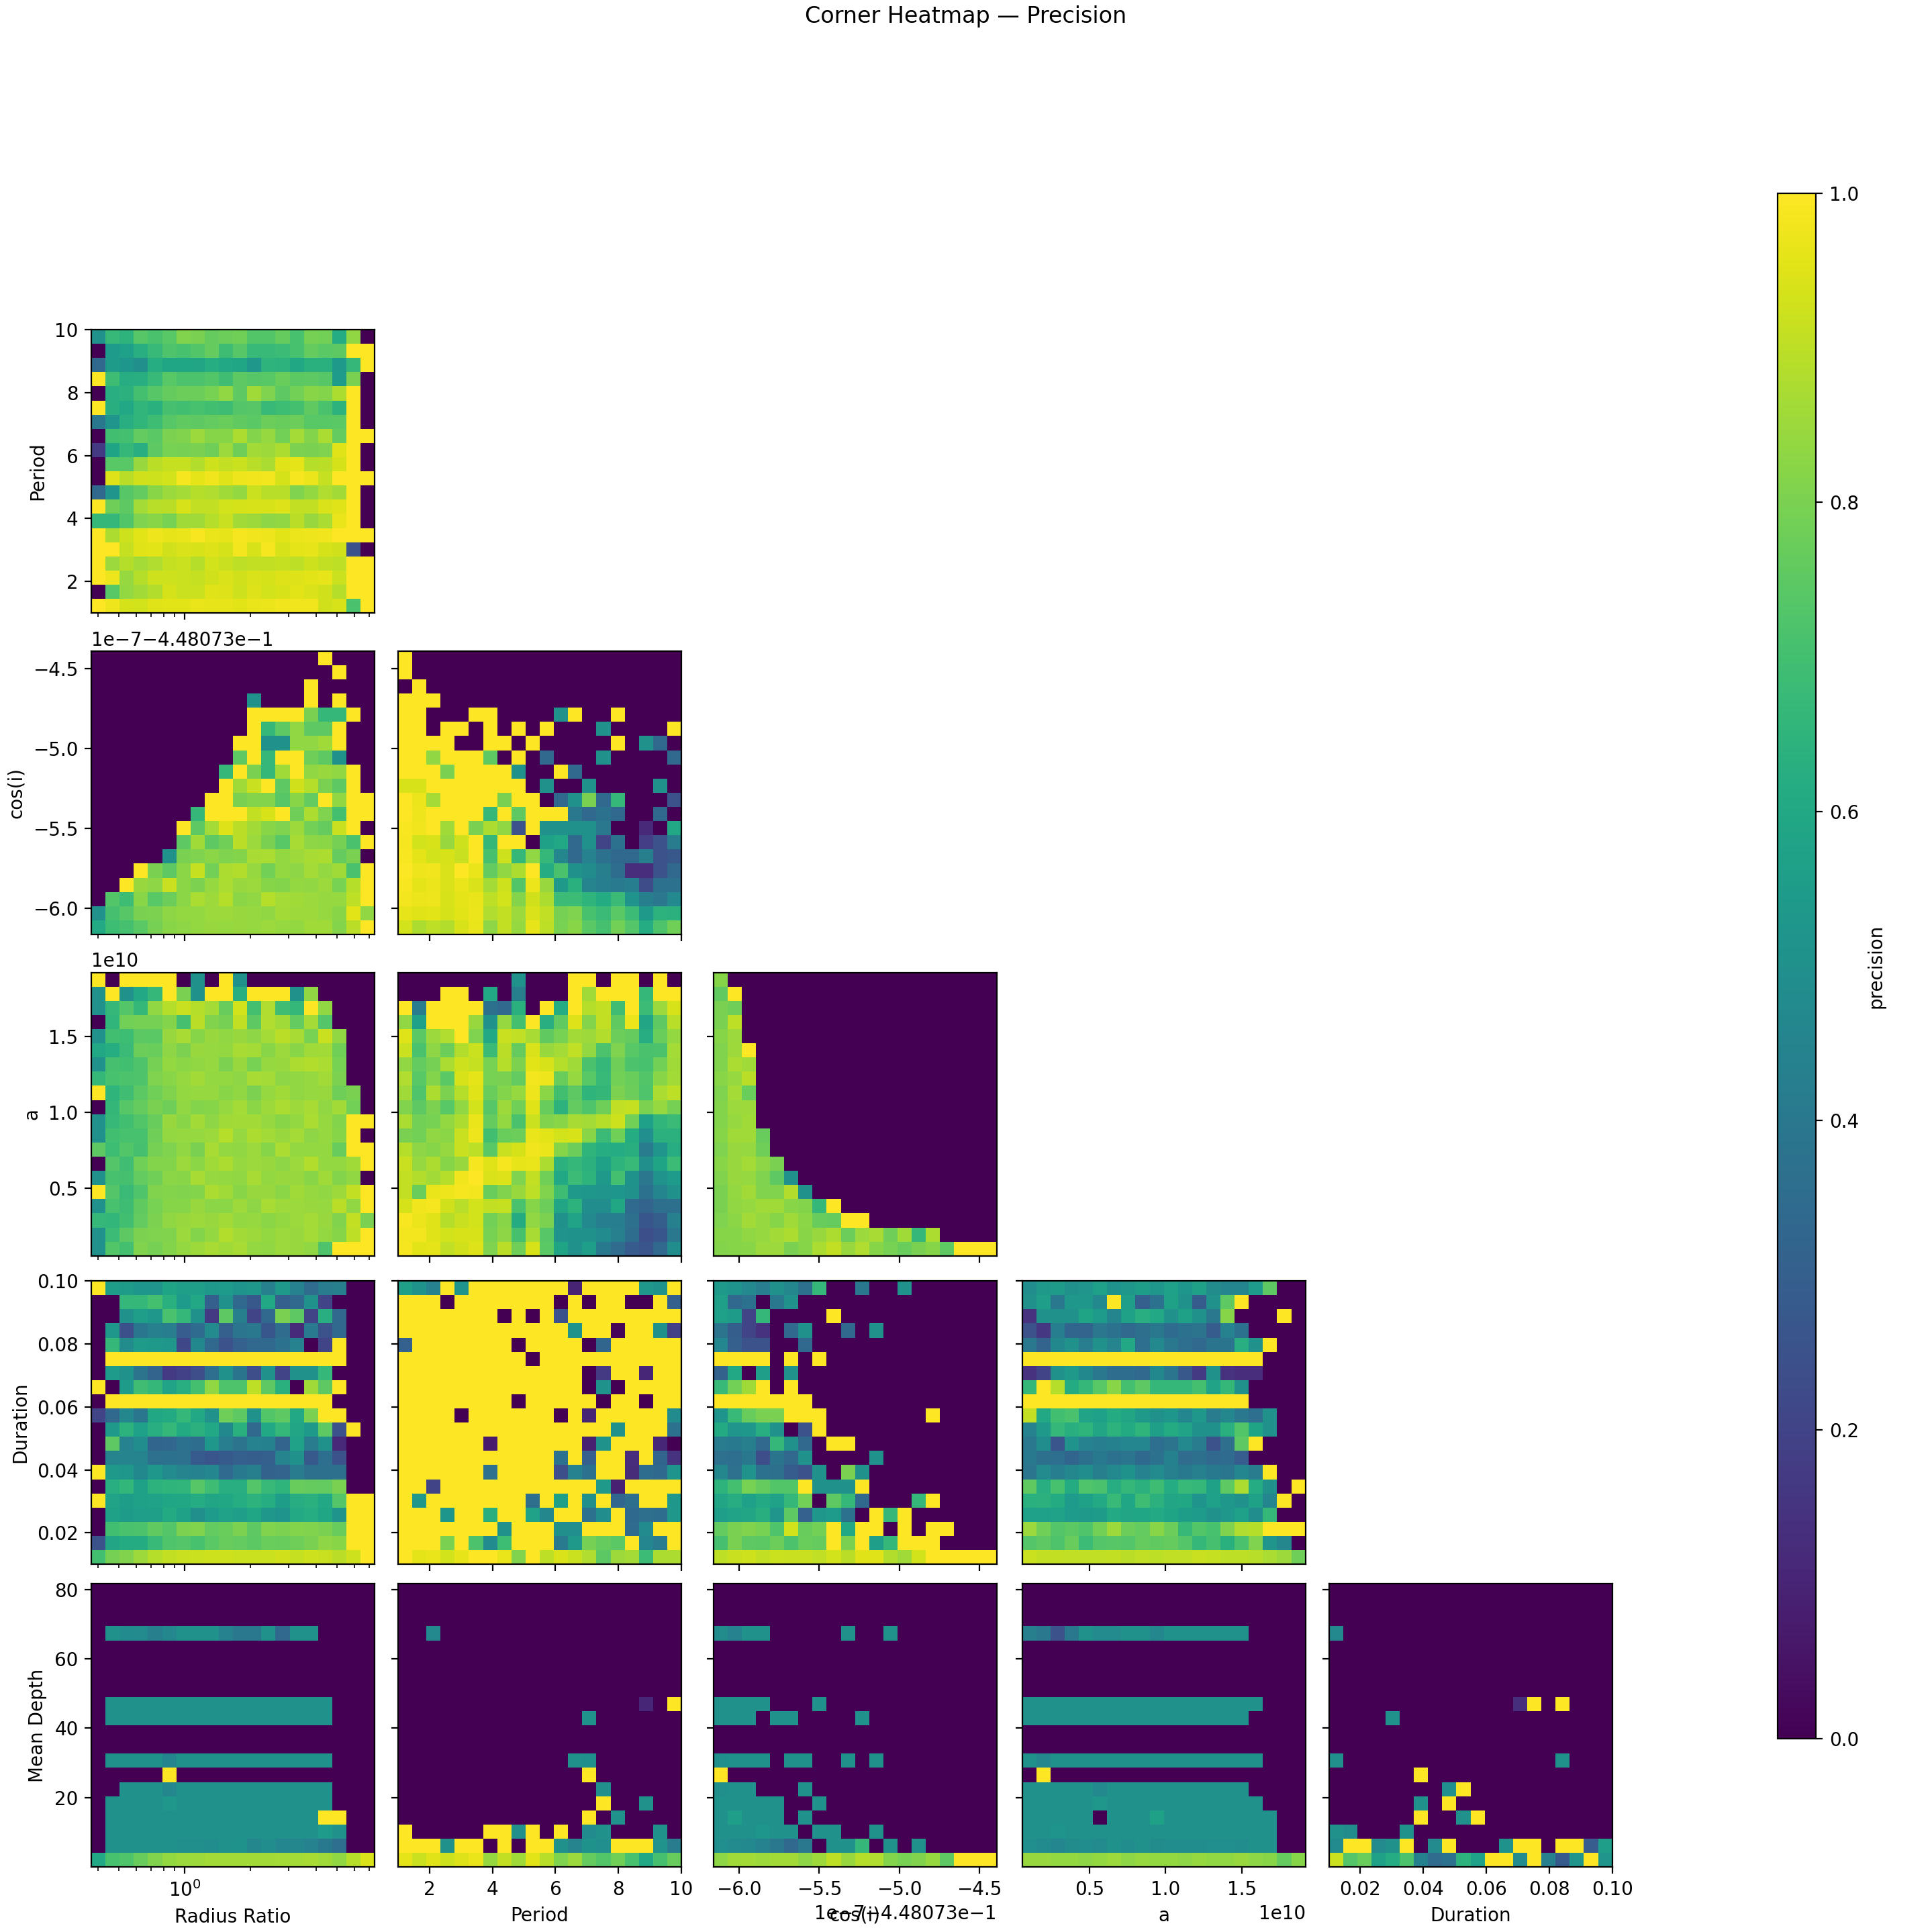 Corner Heatmap — Precision
1.0
0.8
0.6
0.4
0.2
0.0
precision
10
8
6
4
2
Period
1e−7−4.48073e−1
−4.5
−5.0
−5.5
−6.0
cos(i)
1e10
1.5
1.0
0.5
a
0.10
0.08
0.06
0.04
0.02
Duration
80
60
40
20
Mean Depth
10⁰
Radius Ratio
2 4 6 8 10
Period
−6.0 −5.5 −5.0 −4.5
1e−7−4.48073e−1
cos(i)
0.5 1.0 1.5
1e10
a
0.02 0.04 0.06 0.08 0.10
Duration